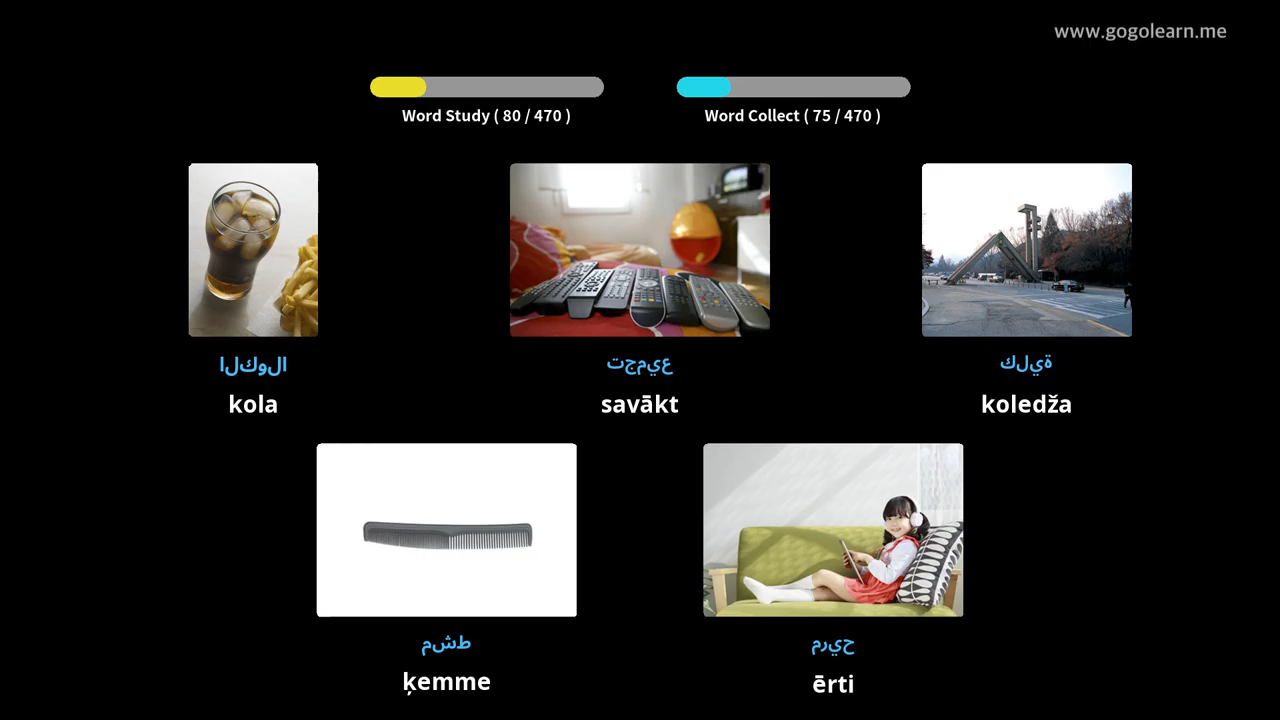 www.gogolearn.me
Word Study ( 80 / 470 )
Word Collect ( 75 / 470 )
الكولا
تجميع
كلية
kola
savākt
koledža
مشط
مريح
ķemme
ērti